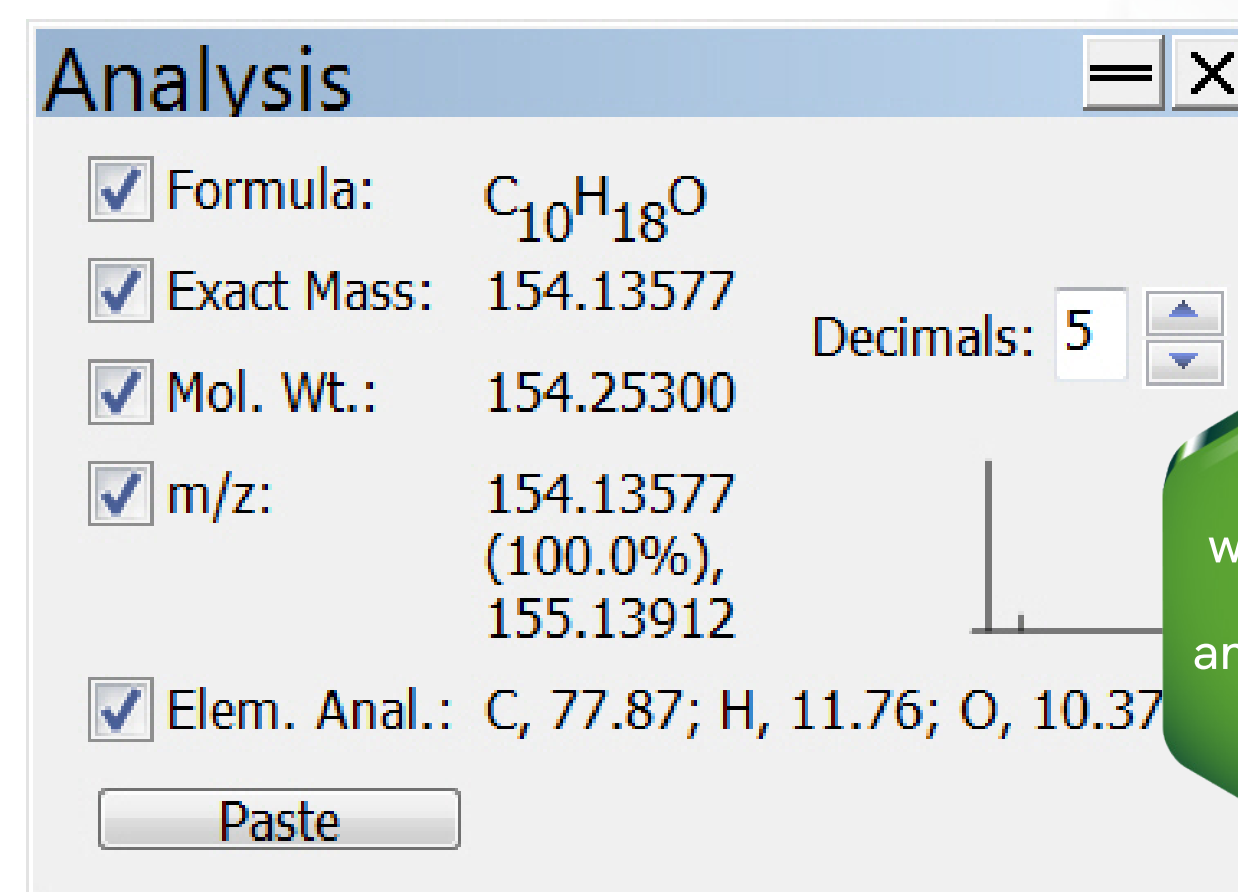 Analysis
Formula: C₁₀H₁₈O
Exact Mass: 154.13577
Decimals: 5
Mol. Wt.: 154.25300
m/z: 154.13577
(100.0%),
155.13912
Elem. Anal.: C, 77.87; H, 11.76; O, 10.37
Paste